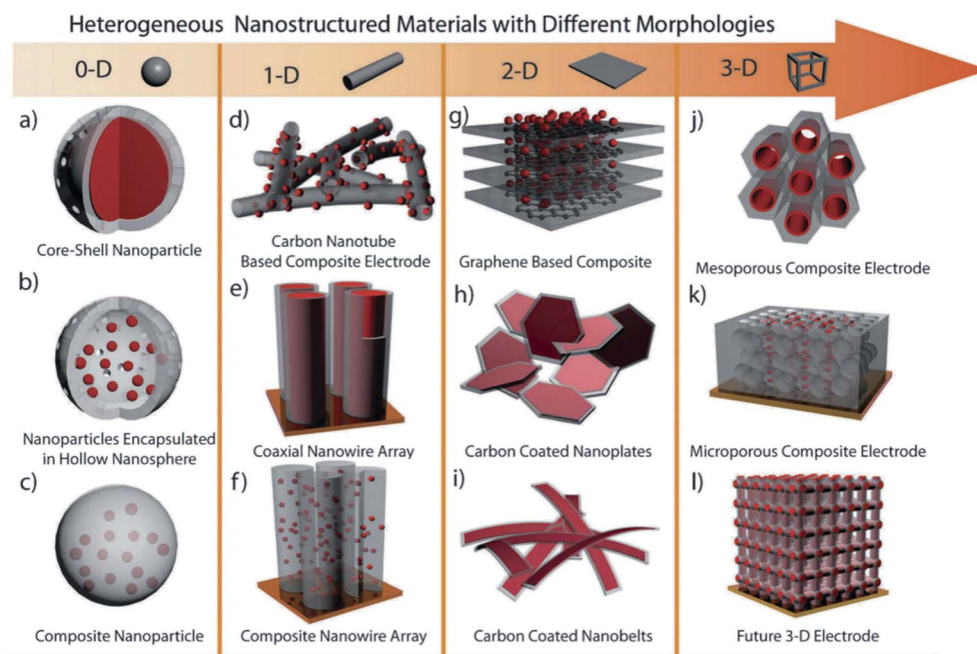 Heterogeneous Nanostructured Materials with Different Morphologies
0-D
1-D
2-D
3-D
a)
Core-Shell Nanoparticle
b)
Nanoparticles Encapsulated
in Hollow Nanosphere
c)
Composite Nanoparticle
d)
Carbon Nanotube
Based Composite Electrode
e)
Coaxial Nanowire Array
f)
Composite Nanowire Array
g)
Graphene Based Composite
h)
Carbon Coated Nanoplates
i)
Carbon Coated Nanobelts
j)
Mesoporous Composite Electrode
k)
Microporous Composite Electrode
l)
Future 3-D Electrode